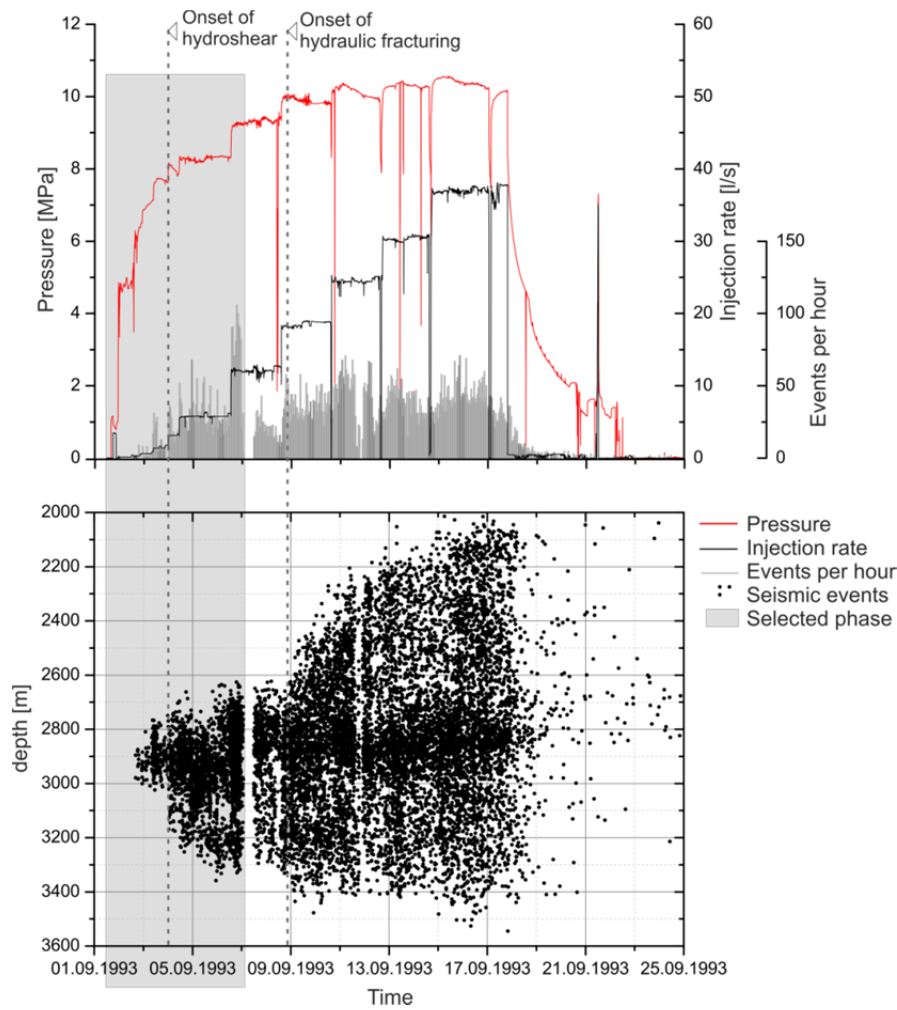 Onset of
hydroshear
Onset of
hydraulic fracturing
12
10
8
6
4
2
0
Pressure [MPa]
60
50
40
30
20
10
0
Injection rate [l/s]
150
100
50
0
Events per hour
2000
2200
2400
2600
2800
3000
3200
3400
3600
depth [m]
01.09.1993 05.09.1993 09.09.1993 13.09.1993 17.09.1993 21.09.1993 25.09.1993
Time
Pressure
Injection rate
Events per hour
Seismic events
Selected phase